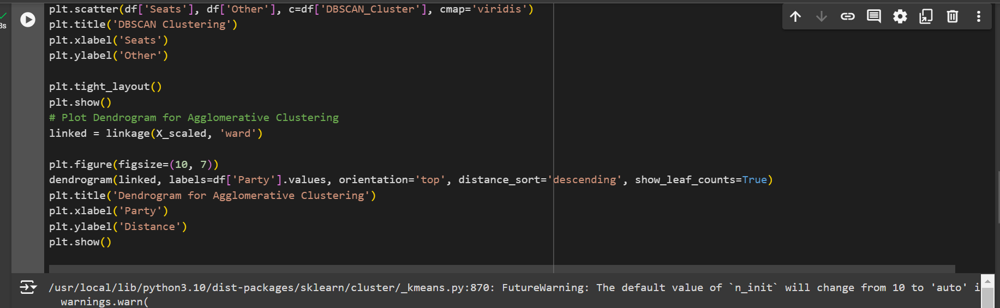 plt.scatter(df['Seats'], df['Other'], c=df['DBSCAN_Cluster'], cmap='viridis')
plt.title('DBSCAN Clustering')
3s
plt.xlabel('Seats')
plt.ylabel('Other')
plt.tight_layout()
plt.show()
# Plot Dendrogram for Agglomerative Clustering
linked = linkage(X_scaled, 'ward')
plt.figure(figsize=(10, 7))
dendrogram(linked, labels=df['Party'].values, orientation='top', distance_sort='descending', show_leaf_counts=True)
plt.title('Dendrogram for Agglomerative Clustering')
plt.xlabel('Party')
plt.ylabel('Distance')
plt.show()
/usr/local/lib/python3.10/dist-packages/sklearn/cluster/_kmeans.py:870: FutureWarning: The default value of `n_init` will change from 10 to 'auto' i
warnings.warn(